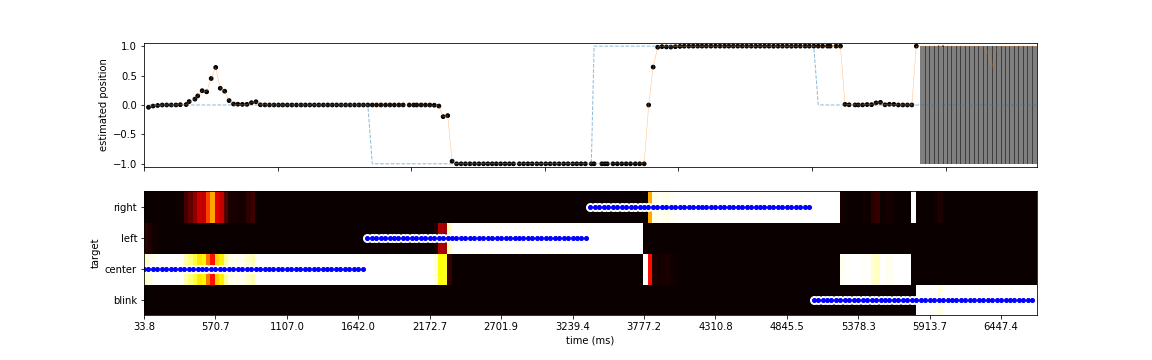 1.0
0.5
0.0
−0.5
−1.0
estimated position
right
left
center
blink
target
33.8 570.7 1107.0 1642.0 2172.7 2701.9 3239.4 3777.2 4310.8 4845.5 5378.3 5913.7 6447.4
time (ms)